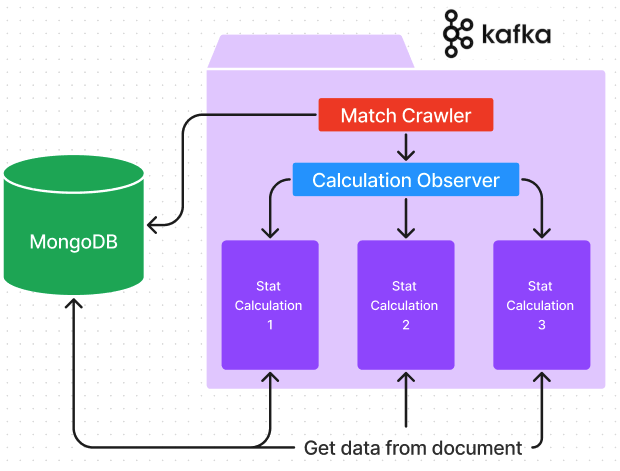 kafka
Match Crawler
Calculation Observer
MongoDB
Stat
Calculation
1
Stat
Calculation
2
Stat
Calculation
3
Get data from document